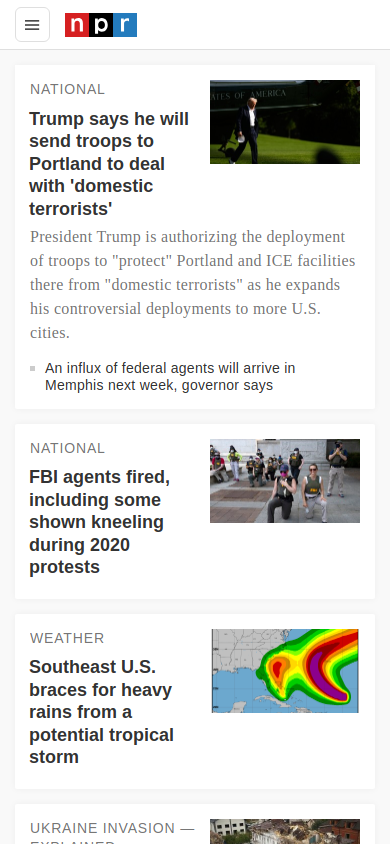 npr
NATIONAL
Trump says he will
send troops to
Portland to deal
with 'domestic
terrorists'
President Trump is authorizing the deployment
of troops to "protect" Portland and ICE facilities
there from "domestic terrorists" as he expands
his controversial deployments to more U.S.
cities.
An influx of federal agents will arrive in
Memphis next week, governor says
NATIONAL
FBI agents fired,
including some
shown kneeling
during 2020
protests
WEATHER
Southeast U.S.
braces for heavy
rains from a
potential tropical
storm
UKRAINE INVASION —
EXPLAINED